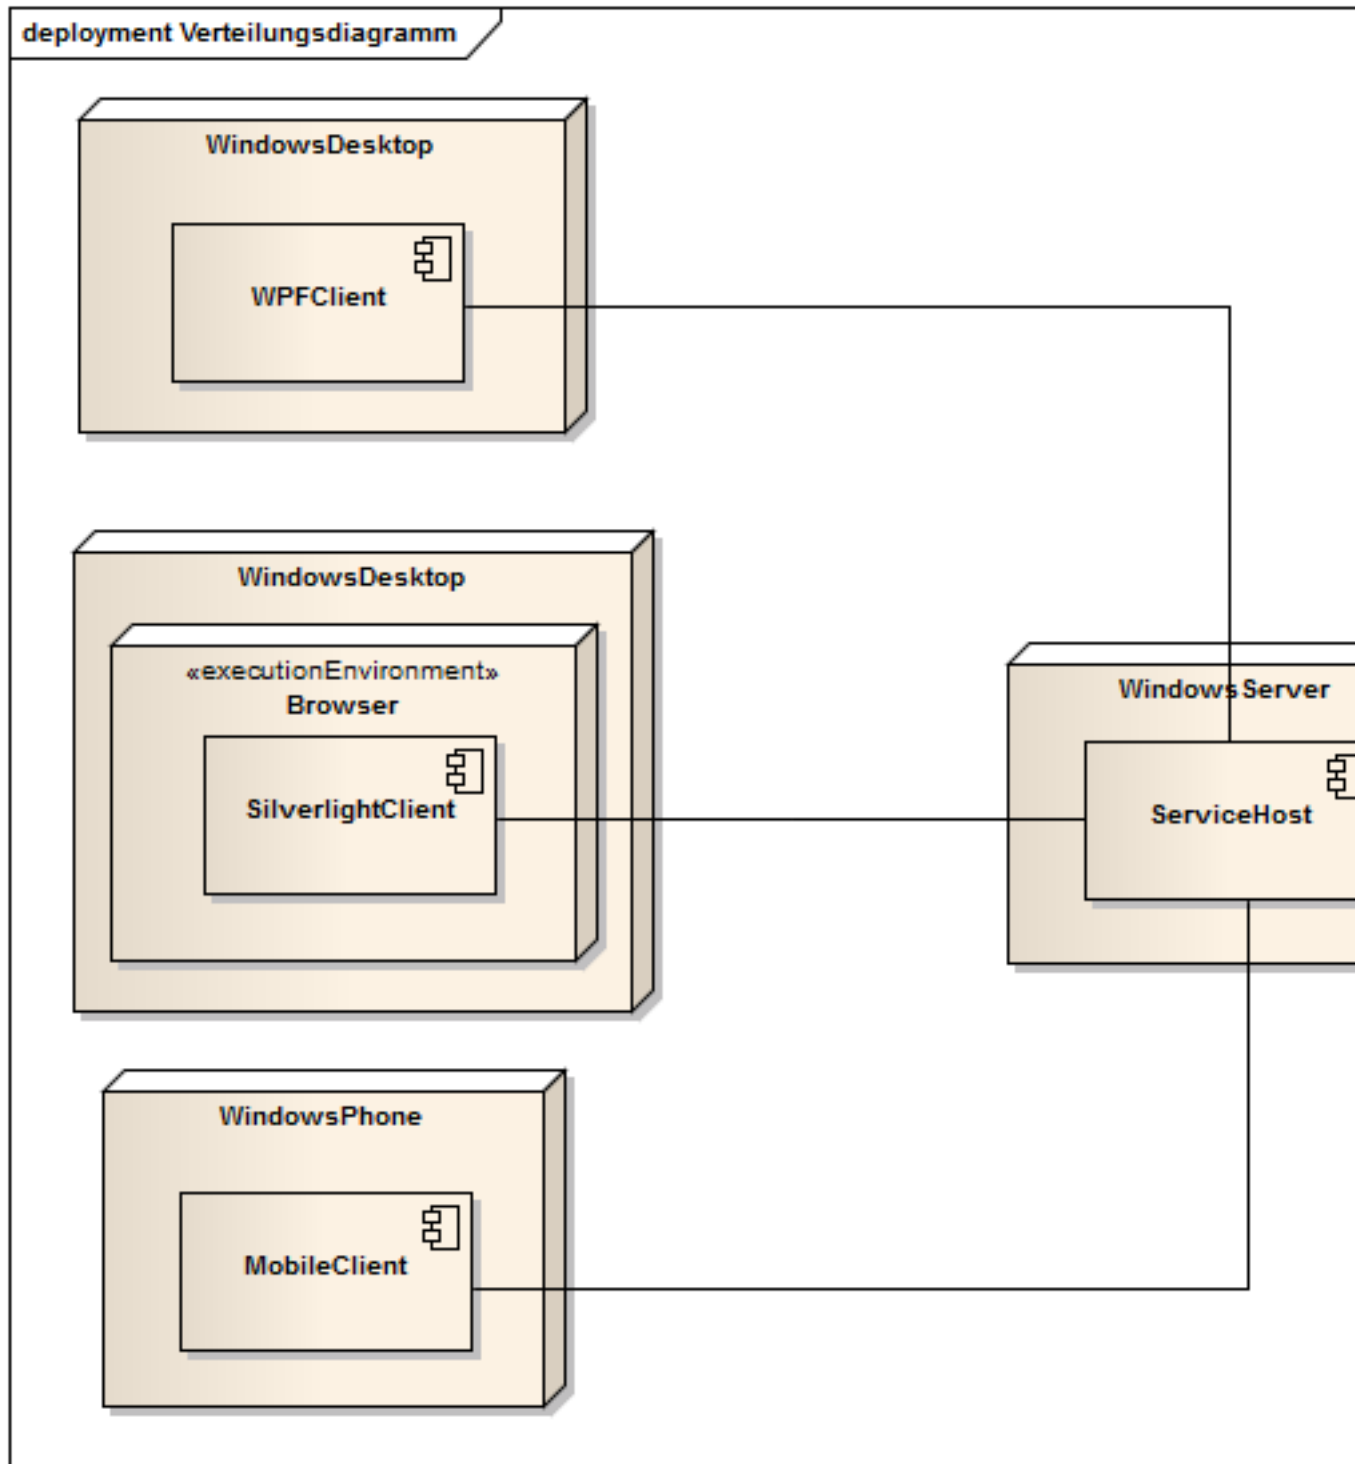 deployment Verteilungsdiagramm
WindowsDesktop
WPFClient
WindowsDesktop
«executionEnvironment»
Browser
SilverlightClient
WindowsServer
ServiceHost
WindowsPhone
MobileClient